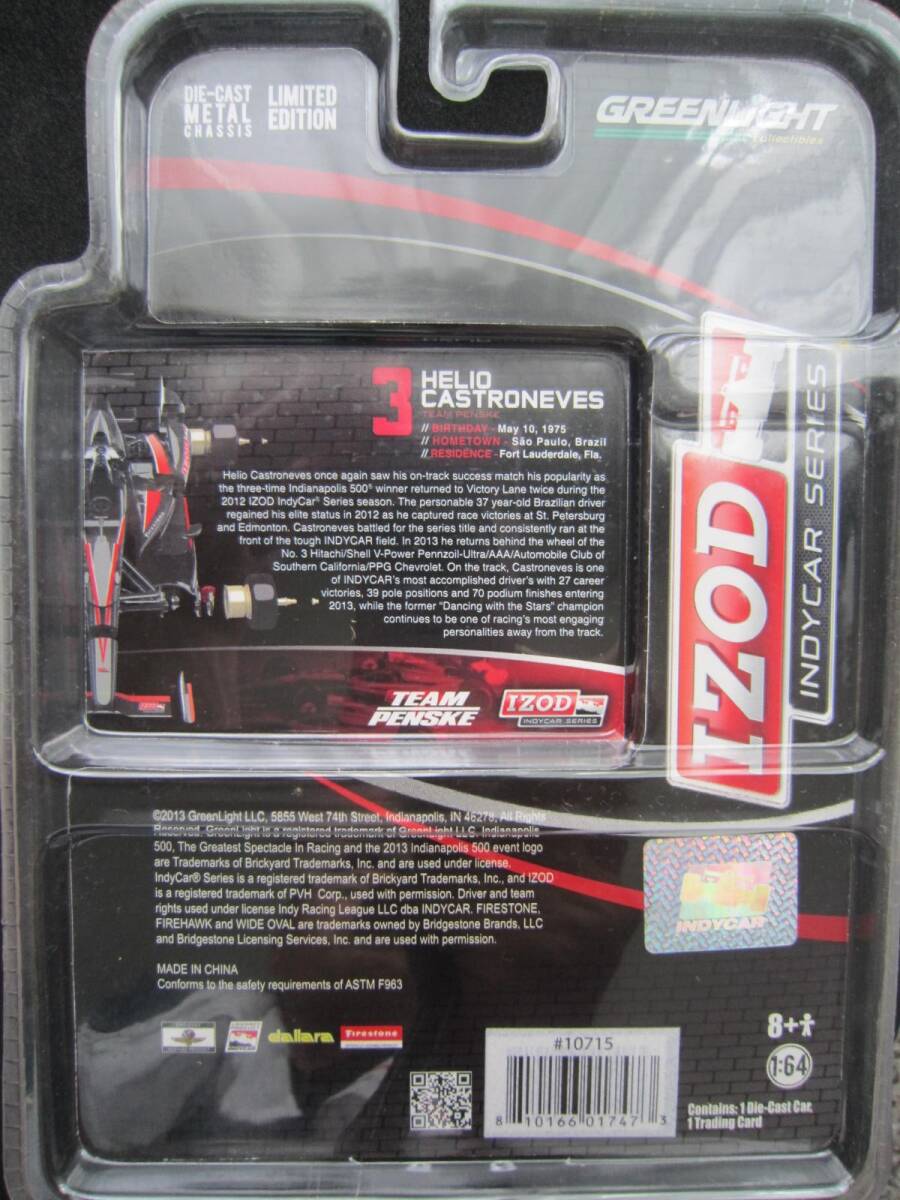 DIE-CAST
METAL
CHASSIS
LIMITED
EDITION
GREENLIGHT
collectibles
3
HELIO
CASTRONEVES
TEAM PENSKE
// BIRTHDAY - May 10, 1975
// HOMETOWN - São Paulo, Brazil
// RESIDENCE - Fort Lauderdale, Fla.
Helio Castroneves once again saw his on-track success match his popularity as
the three-time Indianapolis 500® winner returned to Victory Lane twice during the
2012 IZOD IndyCar® Series season. The personable 37 year-old Brazilian driver
regained his elite status in 2012 as he captured race victories at St. Petersburg
and Edmonton. Castroneves battled for the series title and consistently ran at the
front of the tough INDYCAR field. In 2013 he returns behind the wheel of the
No. 3 Hitachi/Shell V-Power Pennzoil-Ultra/AAA/Automobile Club of
Southern California/PPG Chevrolet. On the track, Castroneves is one
of INDYCAR's most accomplished driver's with 27 career
victories, 39 pole positions and 70 podium finishes entering
2013, while the former "Dancing with the Stars" champion
continues to be one of racing's most engaging
personalities away from the track.
TEAM
PENSKE
IZOD
INDYCAR SERIES
IZOD
INDYCAR® SERIES
©2013 GreenLight LLC, 5855 West 74th Street, Indianapolis, IN 46278, All Rights
Reserved. GreenLight is a registered trademark of GreenLight LLC. Indianapolis
500, The Greatest Spectacle In Racing and the 2013 Indianapolis 500 event logo
are Trademarks of Brickyard Trademarks, Inc. and are used under license.
IndyCar® Series is a registered trademark of Brickyard Trademarks, Inc., and IZOD
is a registered trademark of PVH Corp., used with permission. Driver and team
rights used under license Indy Racing League LLC dba INDYCAR. FIRESTONE,
FIREHAWK and WIDE OVAL are trademarks owned by Bridgestone Brands, LLC
and Bridgestone Licensing Services, Inc. and are used with permission.
INDYCAR
MADE IN CHINA
Conforms to the safety requirements of ASTM F963
dallara
Firestone
#10715
8 10166 01747 3
8+
1:64
Contains: 1 Die-Cast Car,
1 Trading Card